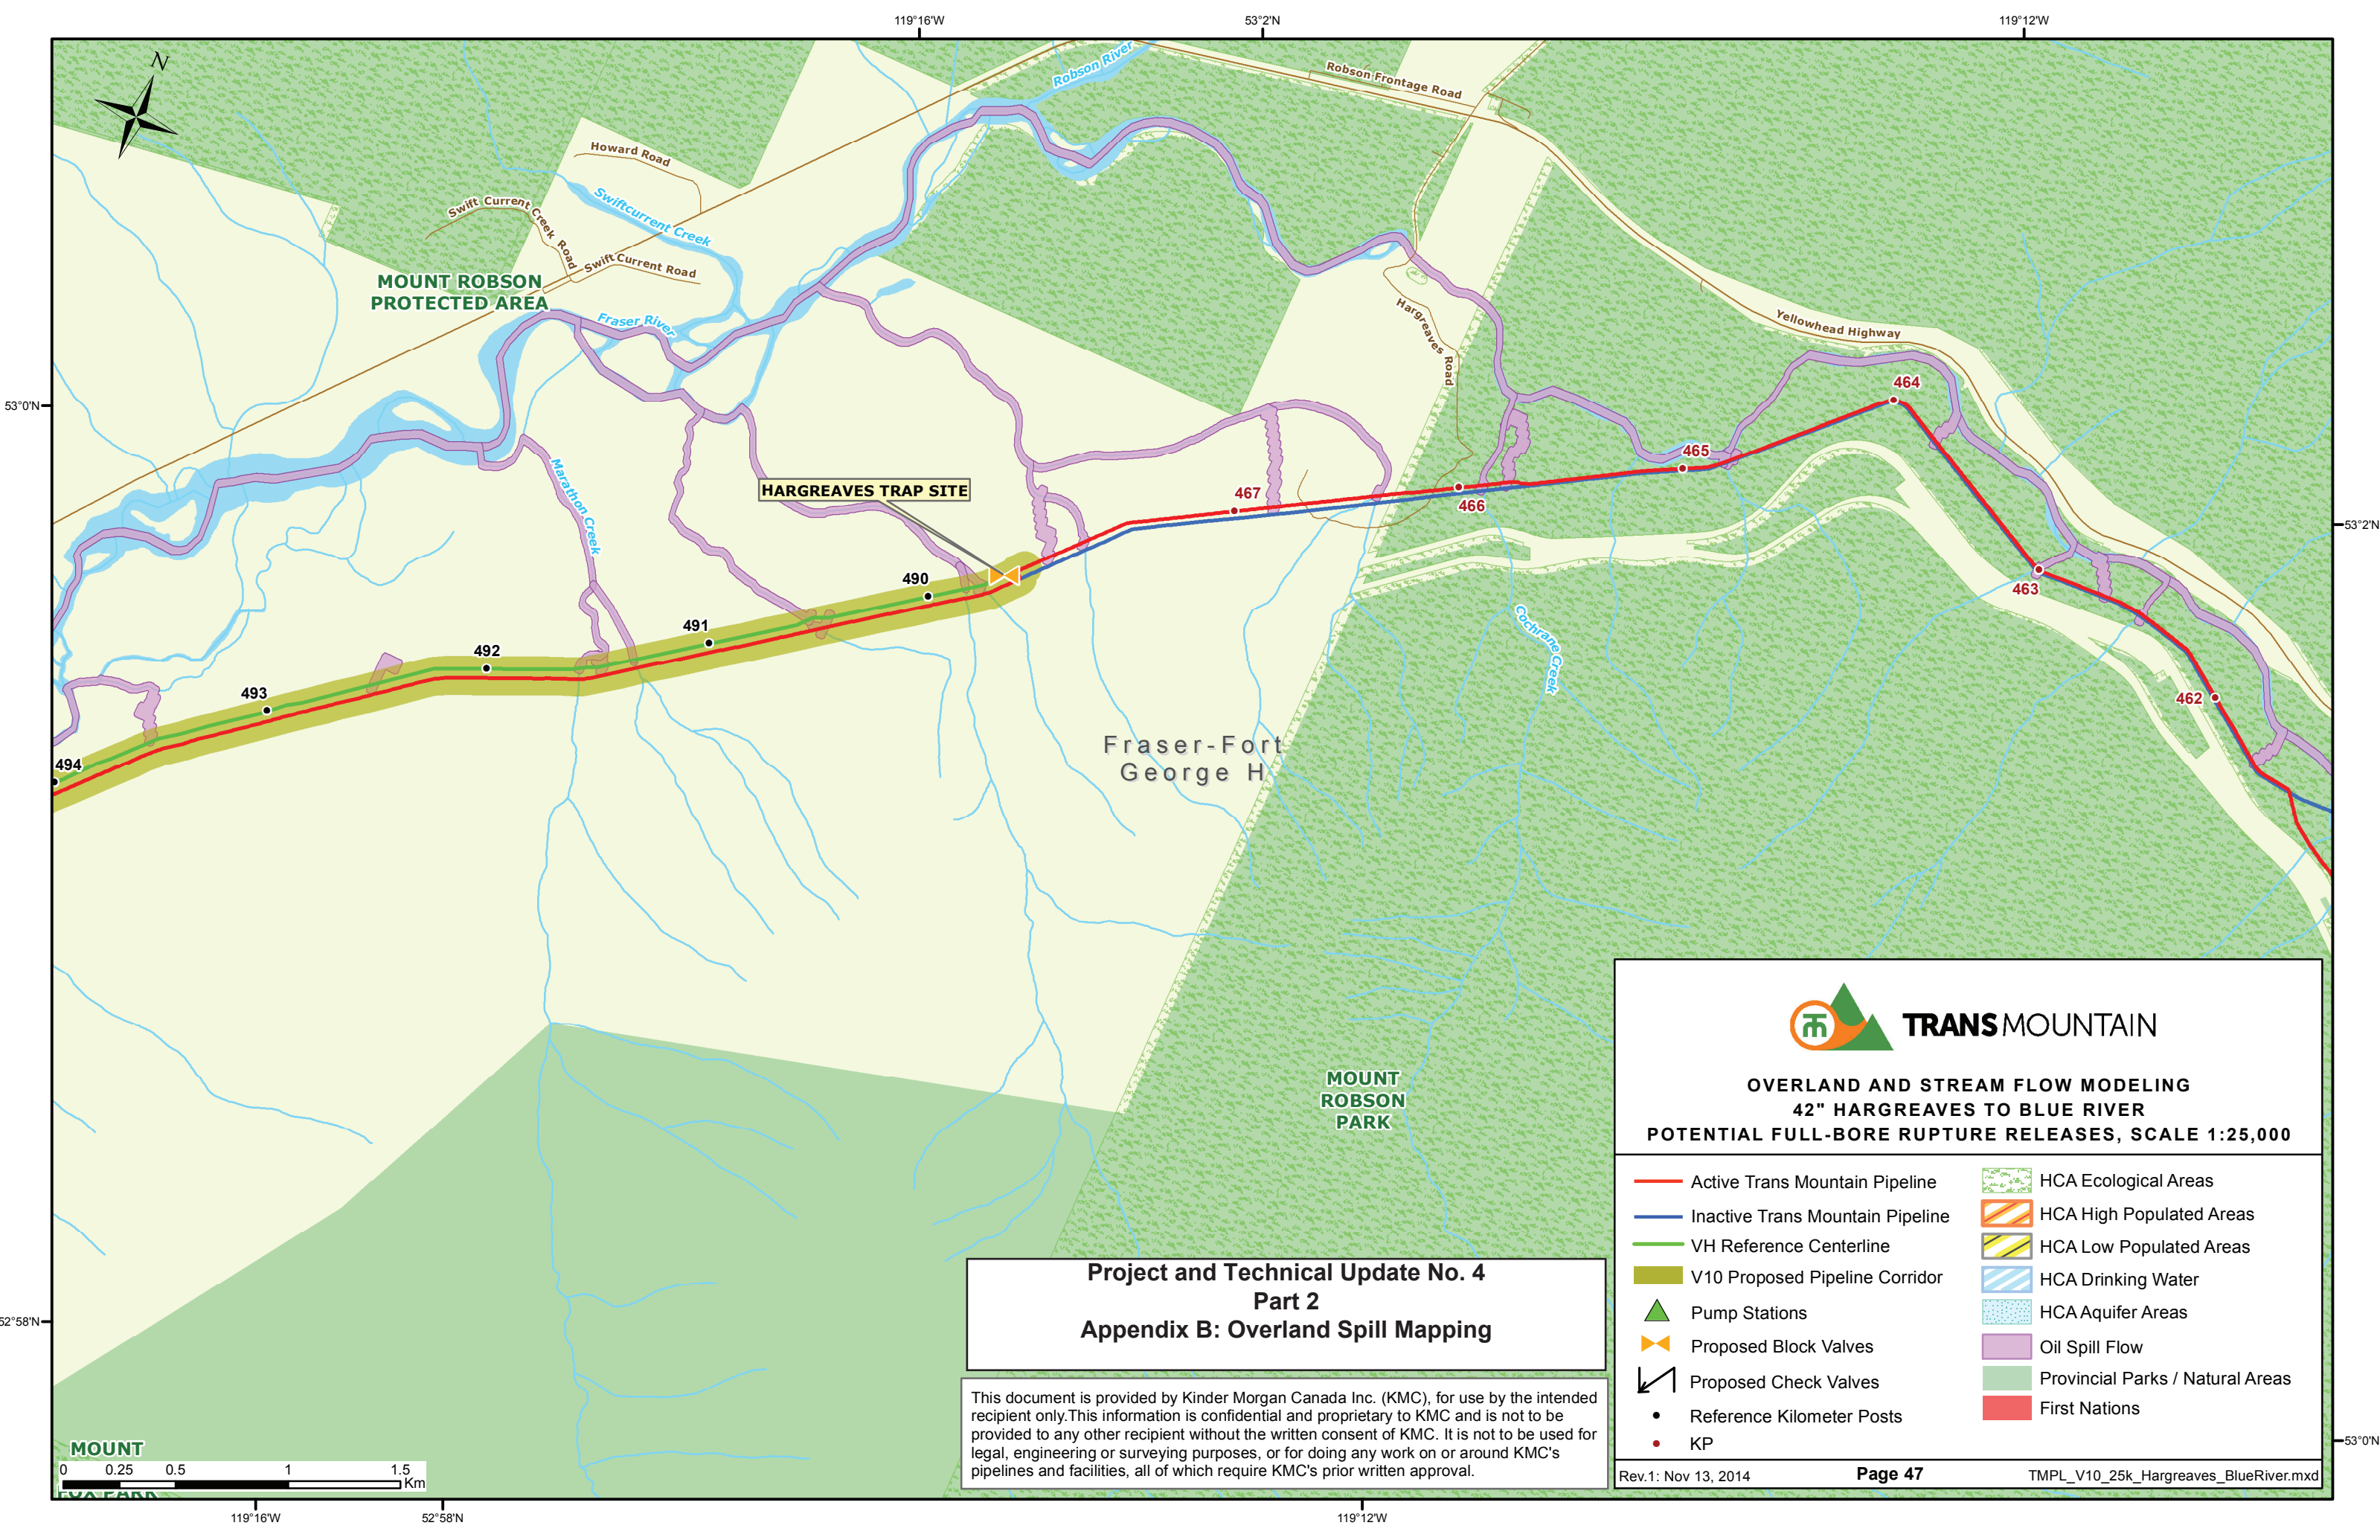 119°16'W
53°2'N
119°12'W
N
Robson River
Robson Frontage Road
Howard Road
Swiftcurrent Creek
Swift Current Creek Road
Swift Current Road
MOUNT ROBSON
PROTECTED AREA
Fraser River
Hargreaves Road
Yellowhead Highway
464
53°0'N
465
Marathon Creek
HARGREAVES TRAP SITE
467
466
53°2'N
490
463
491
Cochrane Creek
492
493
462
494
Fraser-Fort
George H
MOUNT
ROBSON
PARK
TRANSMOUNTAIN
OVERLAND AND STREAM FLOW MODELING
42" HARGREAVES TO BLUE RIVER
POTENTIAL FULL-BORE RUPTURE RELEASES, SCALE 1:25,000
Active Trans Mountain Pipeline
Inactive Trans Mountain Pipeline
VH Reference Centerline
V10 Proposed Pipeline Corridor
Pump Stations
Proposed Block Valves
Proposed Check Valves
Reference Kilometer Posts
KP
HCA Ecological Areas
HCA High Populated Areas
HCA Low Populated Areas
HCA Drinking Water
HCA Aquifer Areas
Oil Spill Flow
Provincial Parks / Natural Areas
First Nations
Rev.1: Nov 13, 2014
Page 47
TMPL_V10_25k_Hargreaves_BlueRiver.mxd
Project and Technical Update No. 4
Part 2
Appendix B: Overland Spill Mapping
This document is provided by Kinder Morgan Canada Inc. (KMC), for use by the intended
recipient only.This information is confidential and proprietary to KMC and is not to be
provided to any other recipient without the written consent of KMC. It is not to be used for
legal, engineering or surveying purposes, or for doing any work on or around KMC's
pipelines and facilities, all of which require KMC's prior written approval.
52°58'N
53°0'N
MOUNT
FOX PARK
0 0.25 0.5 1 1.5
Km
119°16'W
52°58'N
119°12'W